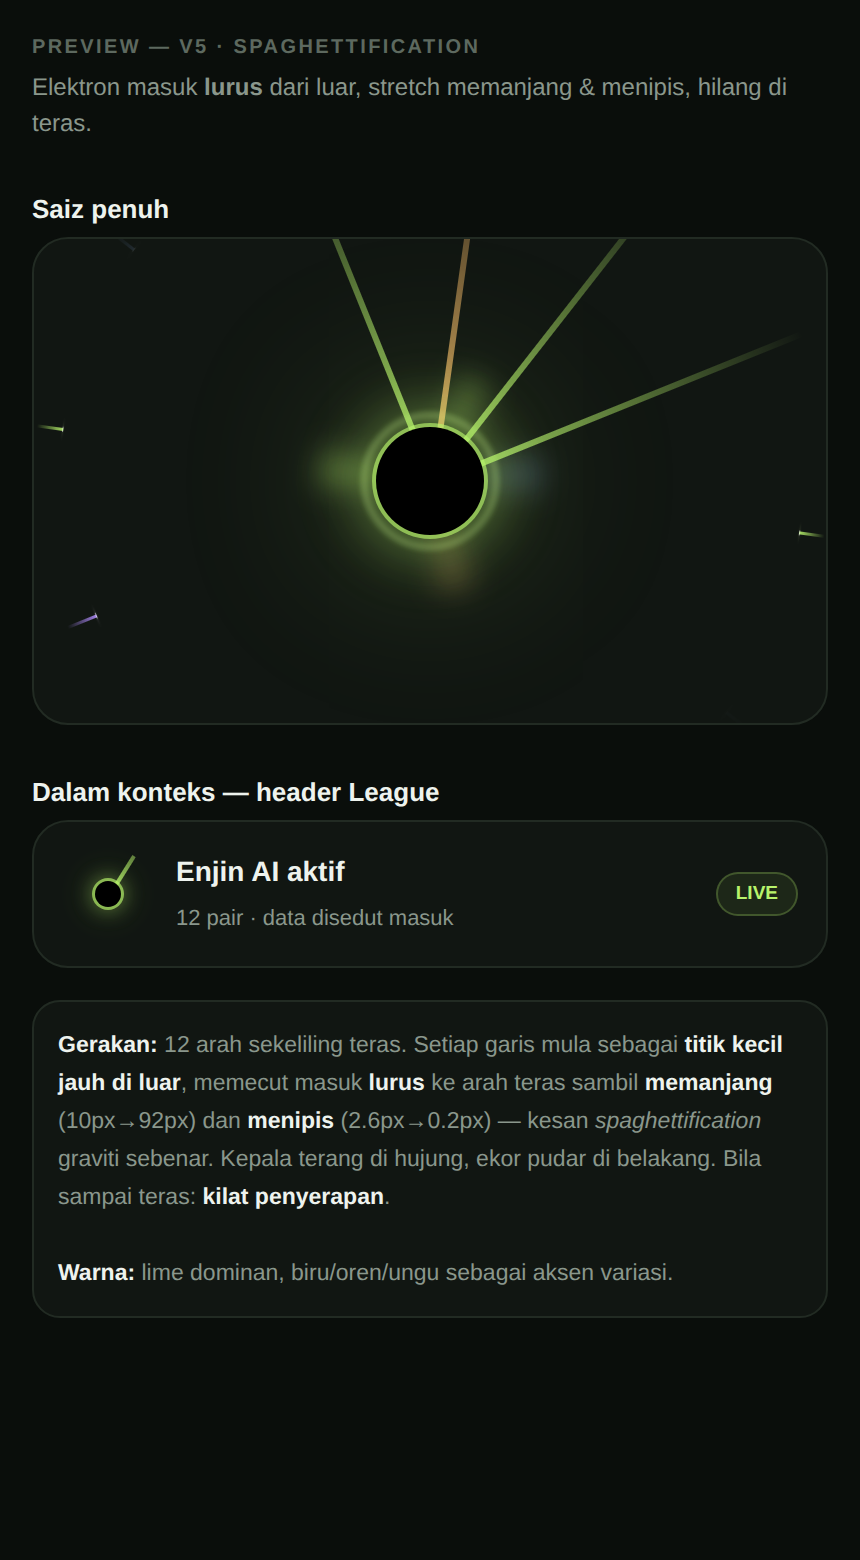 PREVIEW — V5 · SPAGHETTIFICATION
Elektron masuk lurus dari luar, stretch memanjang & menipis, hilang di
teras.
Saiz penuh
Dalam konteks — header League
Enjin AI aktif
12 pair · data disedut masuk
LIVE
Gerakan: 12 arah sekeliling teras. Setiap garis mula sebagai titik kecil
jauh di luar, memecut masuk lurus ke arah teras sambil memanjang
(10px→92px) dan menipis (2.6px→0.2px) — kesan spaghettification
graviti sebenar. Kepala terang di hujung, ekor pudar di belakang. Bila
sampai teras: kilat penyerapan.
Warna: lime dominan, biru/oren/ungu sebagai aksen variasi.